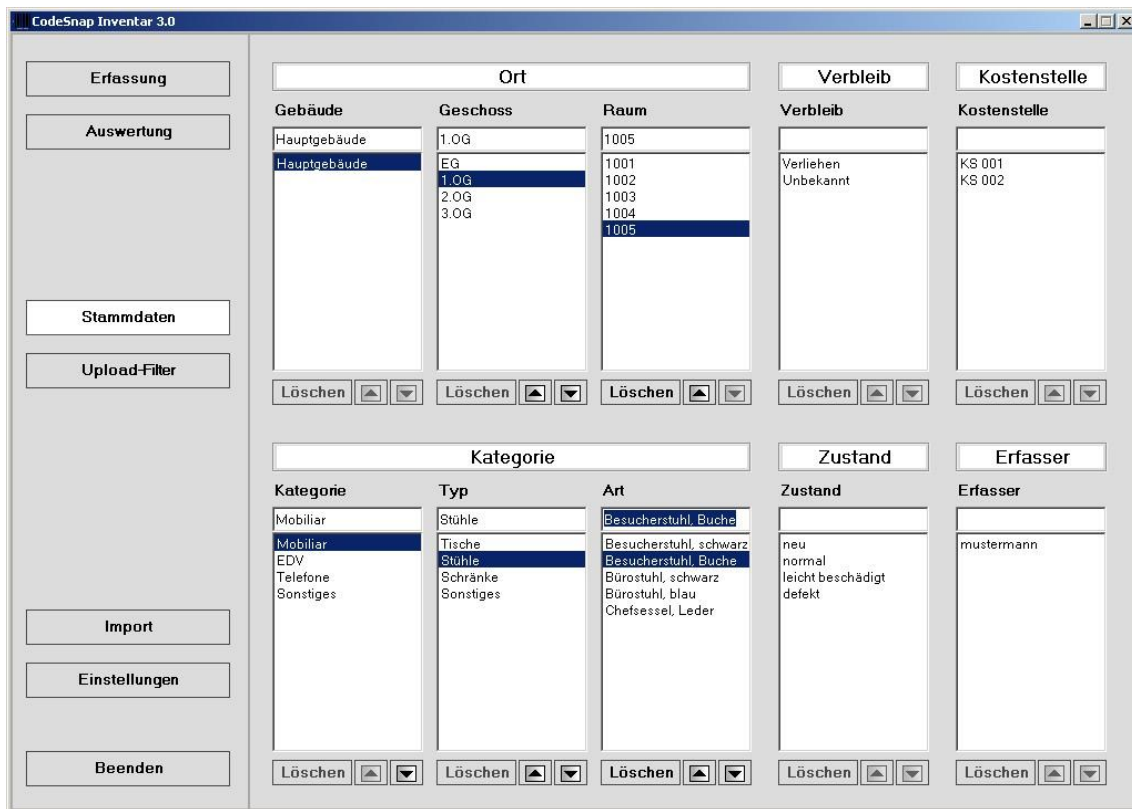 CodeSnap Inventar 3.0
Erfassung
Auswertung
Stammdaten
Upload-Filter
Import
Einstellungen
Beenden
Ort
Gebäude
Hauptgebäude
Hauptgebäude
Löschen
Geschoss
1.OG
EG
1.OG
2.OG
3.OG
Löschen
Raum
1005
1001
1002
1003
1004
1005
Löschen
Verbleib
Verbleib
Verliehen
Unbekannt
Löschen
Kostenstelle
Kostenstelle
KS 001
KS 002
Löschen
Kategorie
Kategorie
Mobiliar
Mobiliar
EDV
Telefone
Sonstiges
Löschen
Typ
Stühle
Tische
Stühle
Schränke
Sonstiges
Löschen
Art
Besucherstuhl, Buche
Besucherstuhl, schwarz
Besucherstuhl, Buche
Bürostuhl, schwarz
Bürostuhl, blau
Chefsessel, Leder
Löschen
Zustand
Zustand
neu
normal
leicht beschädigt
defekt
Löschen
Erfasser
Erfasser
mustermann
Löschen